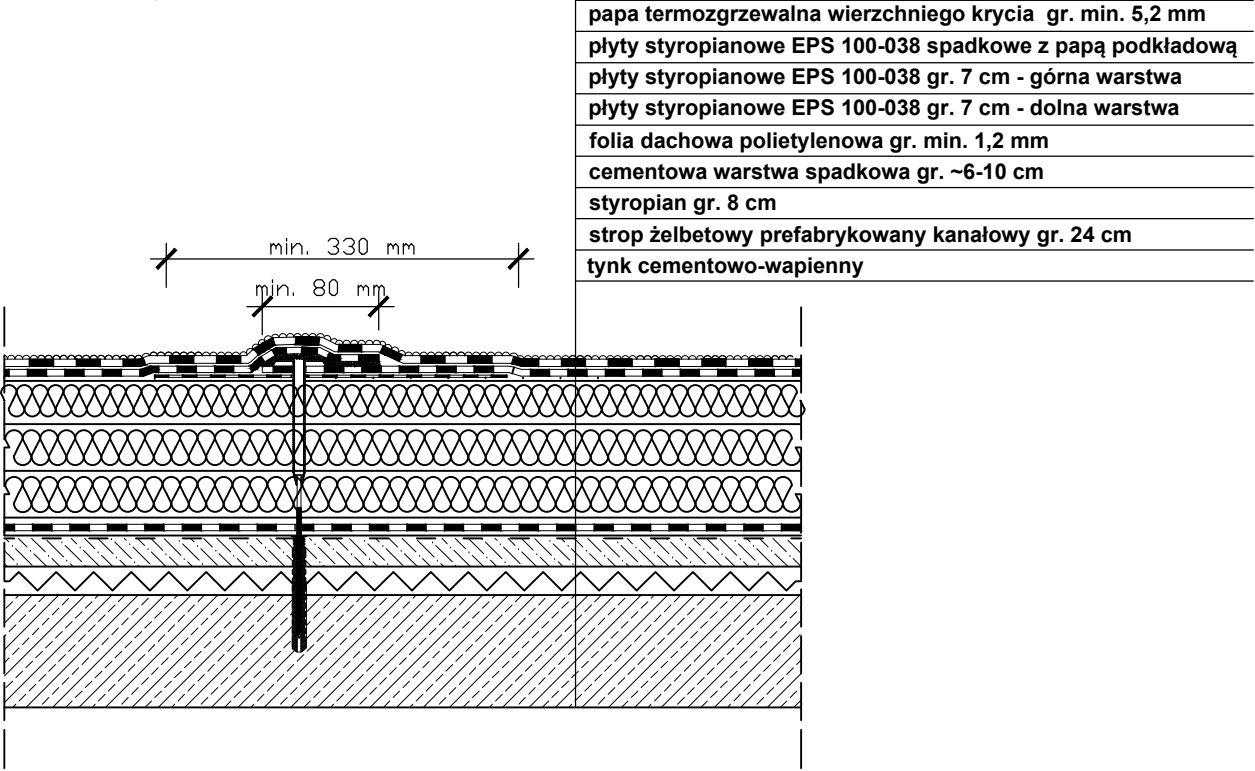 papa termozgrzewalna wierzchniego krycia gr. min. 5,2 mm
płyty styropianowe EPS 100-038 spadkowe z papą podkładową
płyty styropianowe EPS 100-038 gr. 7 cm - górna warstwa
płyty styropianowe EPS 100-038 gr. 7 cm - dolna warstwa
folia dachowa polietylenowa gr. min. 1,2 mm
cementowa warstwa spadkowa gr. ~6-10 cm
styropian gr. 8 cm
strop żelbetowy prefabrykowany kanałowy gr. 24 cm
tynk cementowo-wapienny
min. 330 mm
min. 80 mm